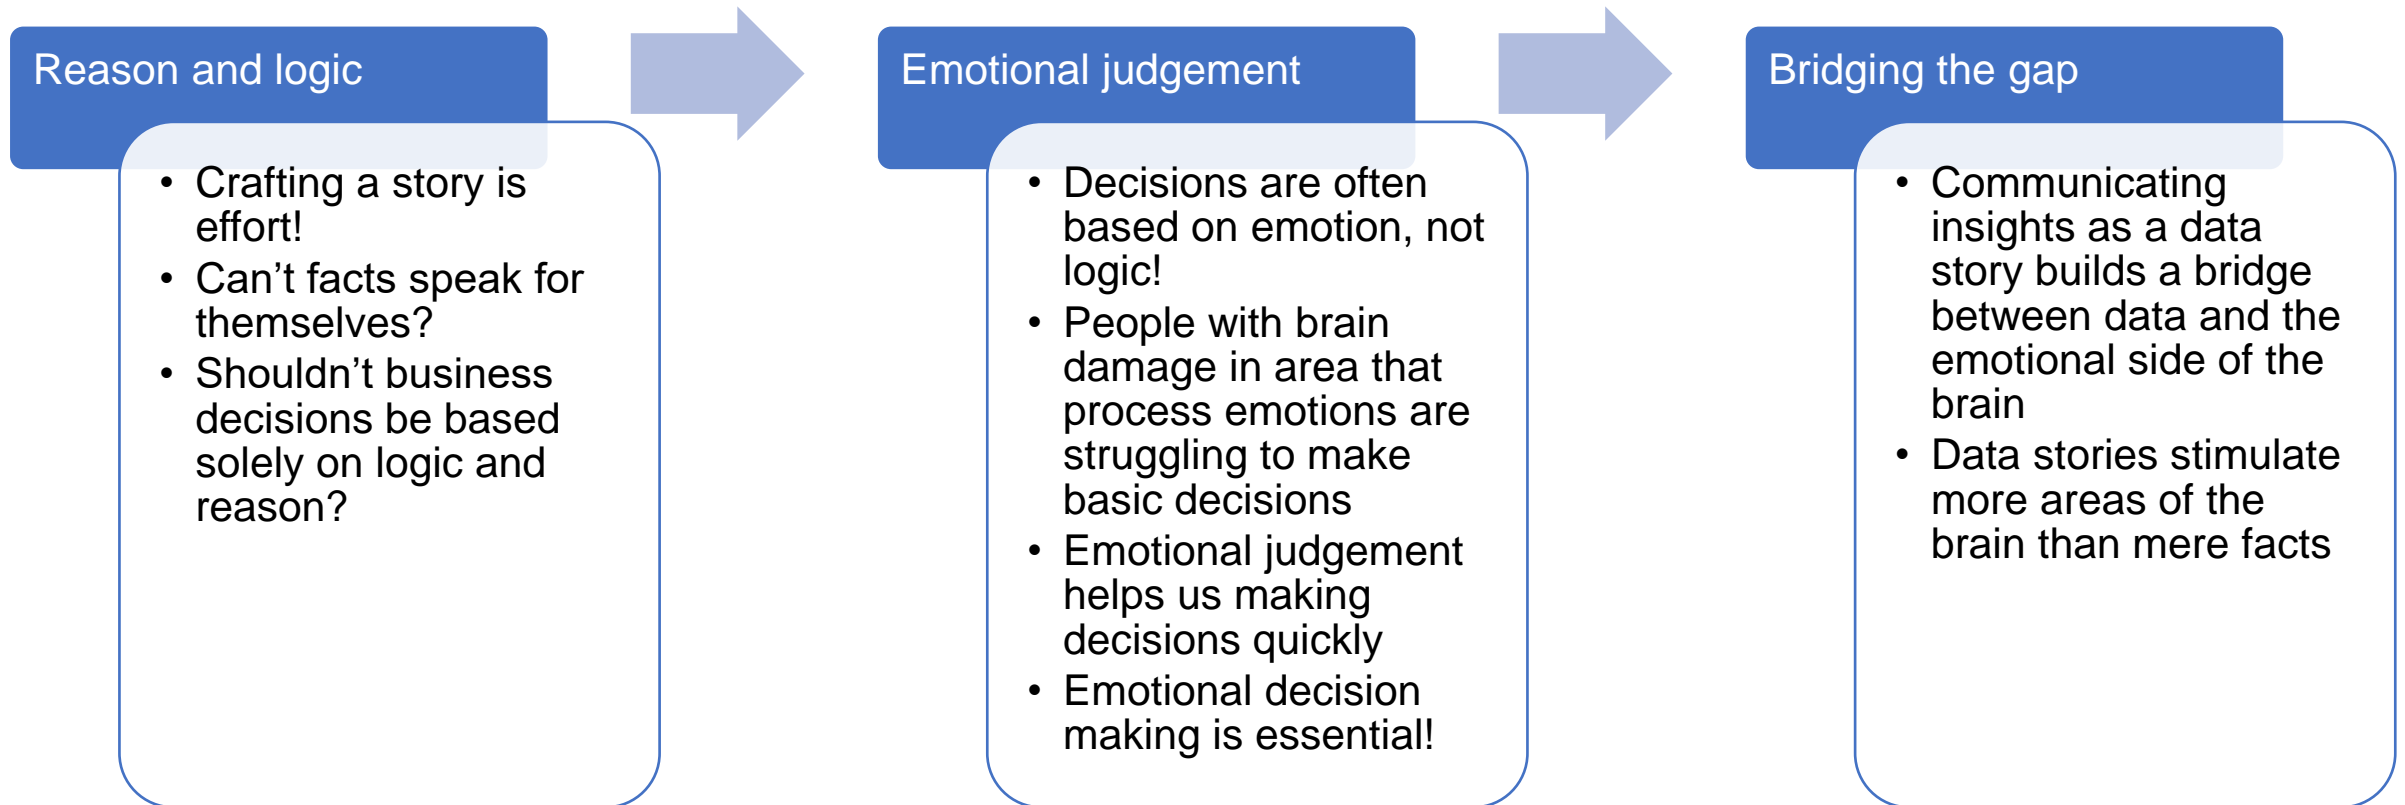 Reason and logic
• Crafting a story is
effort!
• Can’t facts speak for
themselves?
• Shouldn’t business
decisions be based
solely on logic and
reason?
Emotional judgement
• Decisions are often
based on emotion, not
logic!
• People with brain
damage in area that
process emotions are
struggling to make
basic decisions
• Emotional judgement
helps us making
decisions quickly
• Emotional decision
making is essential!
Bridging the gap
• Communicating
insights as a data
story builds a bridge
between data and the
emotional side of the
brain
• Data stories stimulate
more areas of the
brain than mere facts